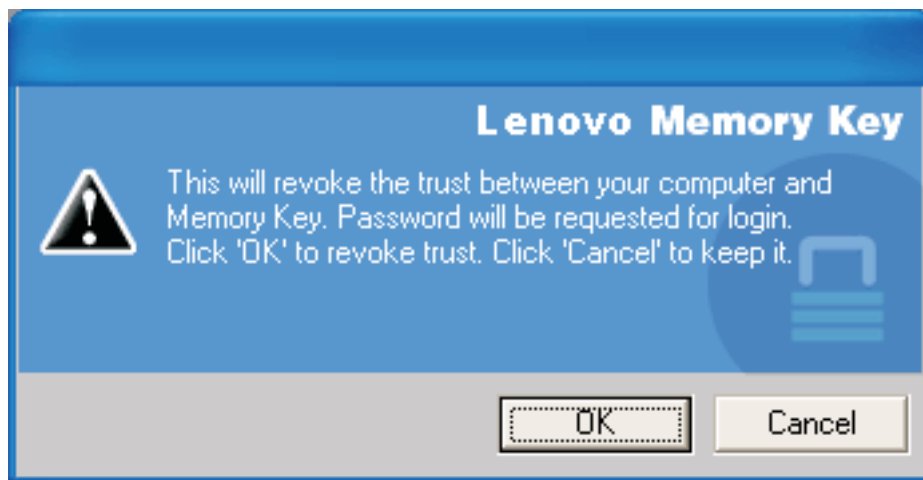 Lenovo Memory Key
This will revoke the trust between your computer and
Memory Key. Password will be requested for login.
Click 'OK' to revoke trust. Click 'Cancel' to keep it.
OK
Cancel